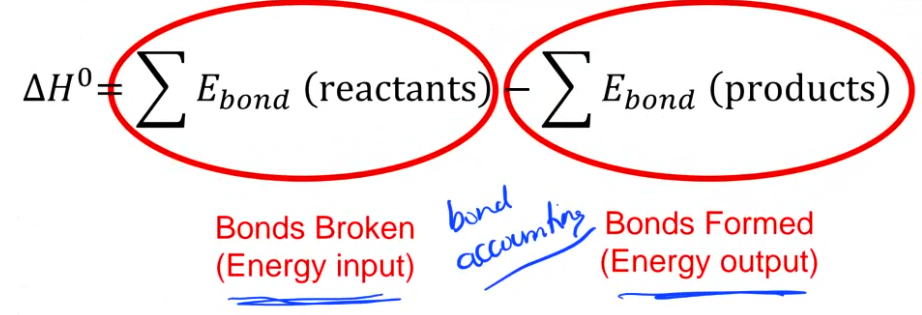 ΔH⁰= ∑ E_bond (reactants) − ∑ E_bond (products)
Bonds Broken
(Energy input)
bond
accounting
Bonds Formed
(Energy output)